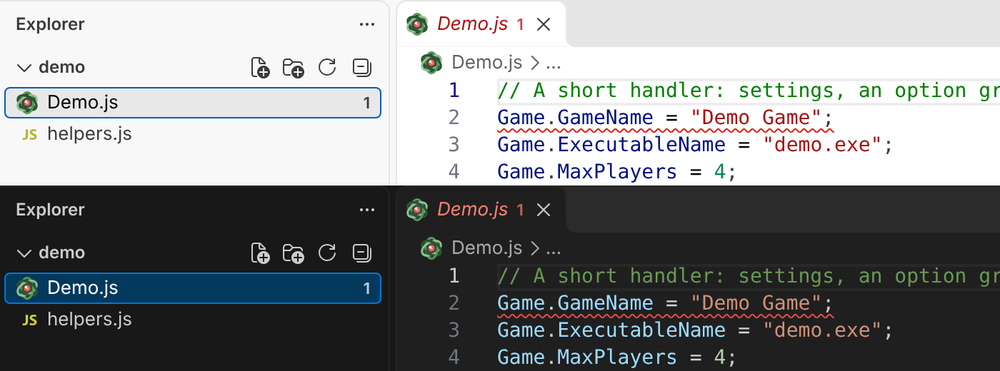 Explorer ...
demo
Demo.js 1
JS helpers.js
Demo.js 1
Demo.js > ...
1 // A short handler: settings, an option gr
2 Game.GameName = "Demo Game";
3 Game.ExecutableName = "demo.exe";
4 Game.MaxPlayers = 4;
Explorer ...
demo
Demo.js 1
JS helpers.js
Demo.js 1
Demo.js > ...
1 // A short handler: settings, an option gr
2 Game.GameName = "Demo Game";
3 Game.ExecutableName = "demo.exe";
4 Game.MaxPlayers = 4;